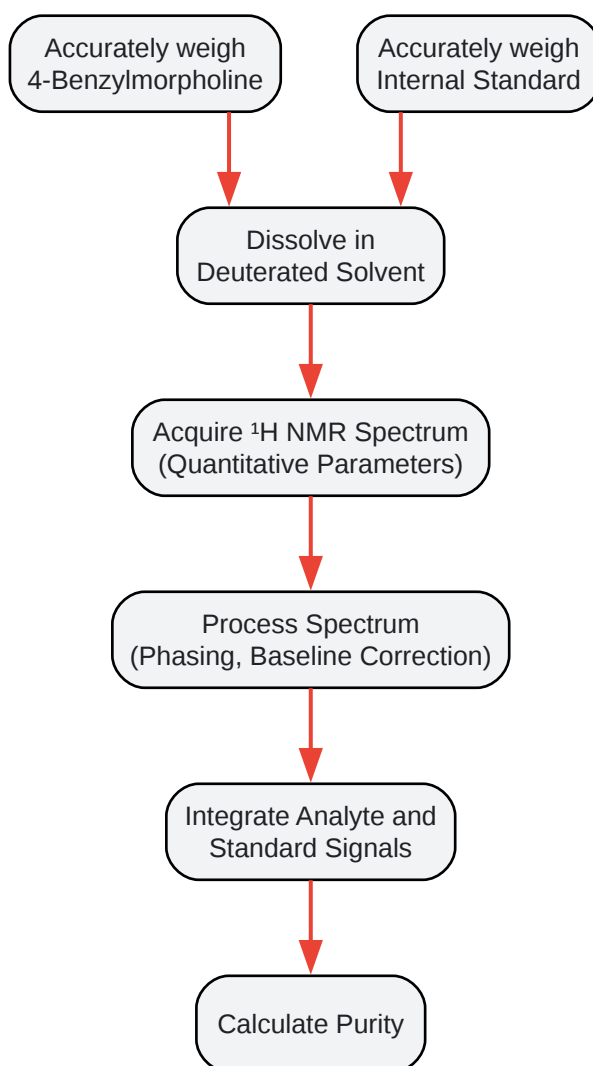 Accurately weigh
4-Benzylmorpholine
Accurately weigh
Internal Standard
Dissolve in
Deuterated Solvent
Acquire ¹H NMR Spectrum
(Quantitative Parameters)
Process Spectrum
(Phasing, Baseline Correction)
Integrate Analyte and
Standard Signals
Calculate Purity